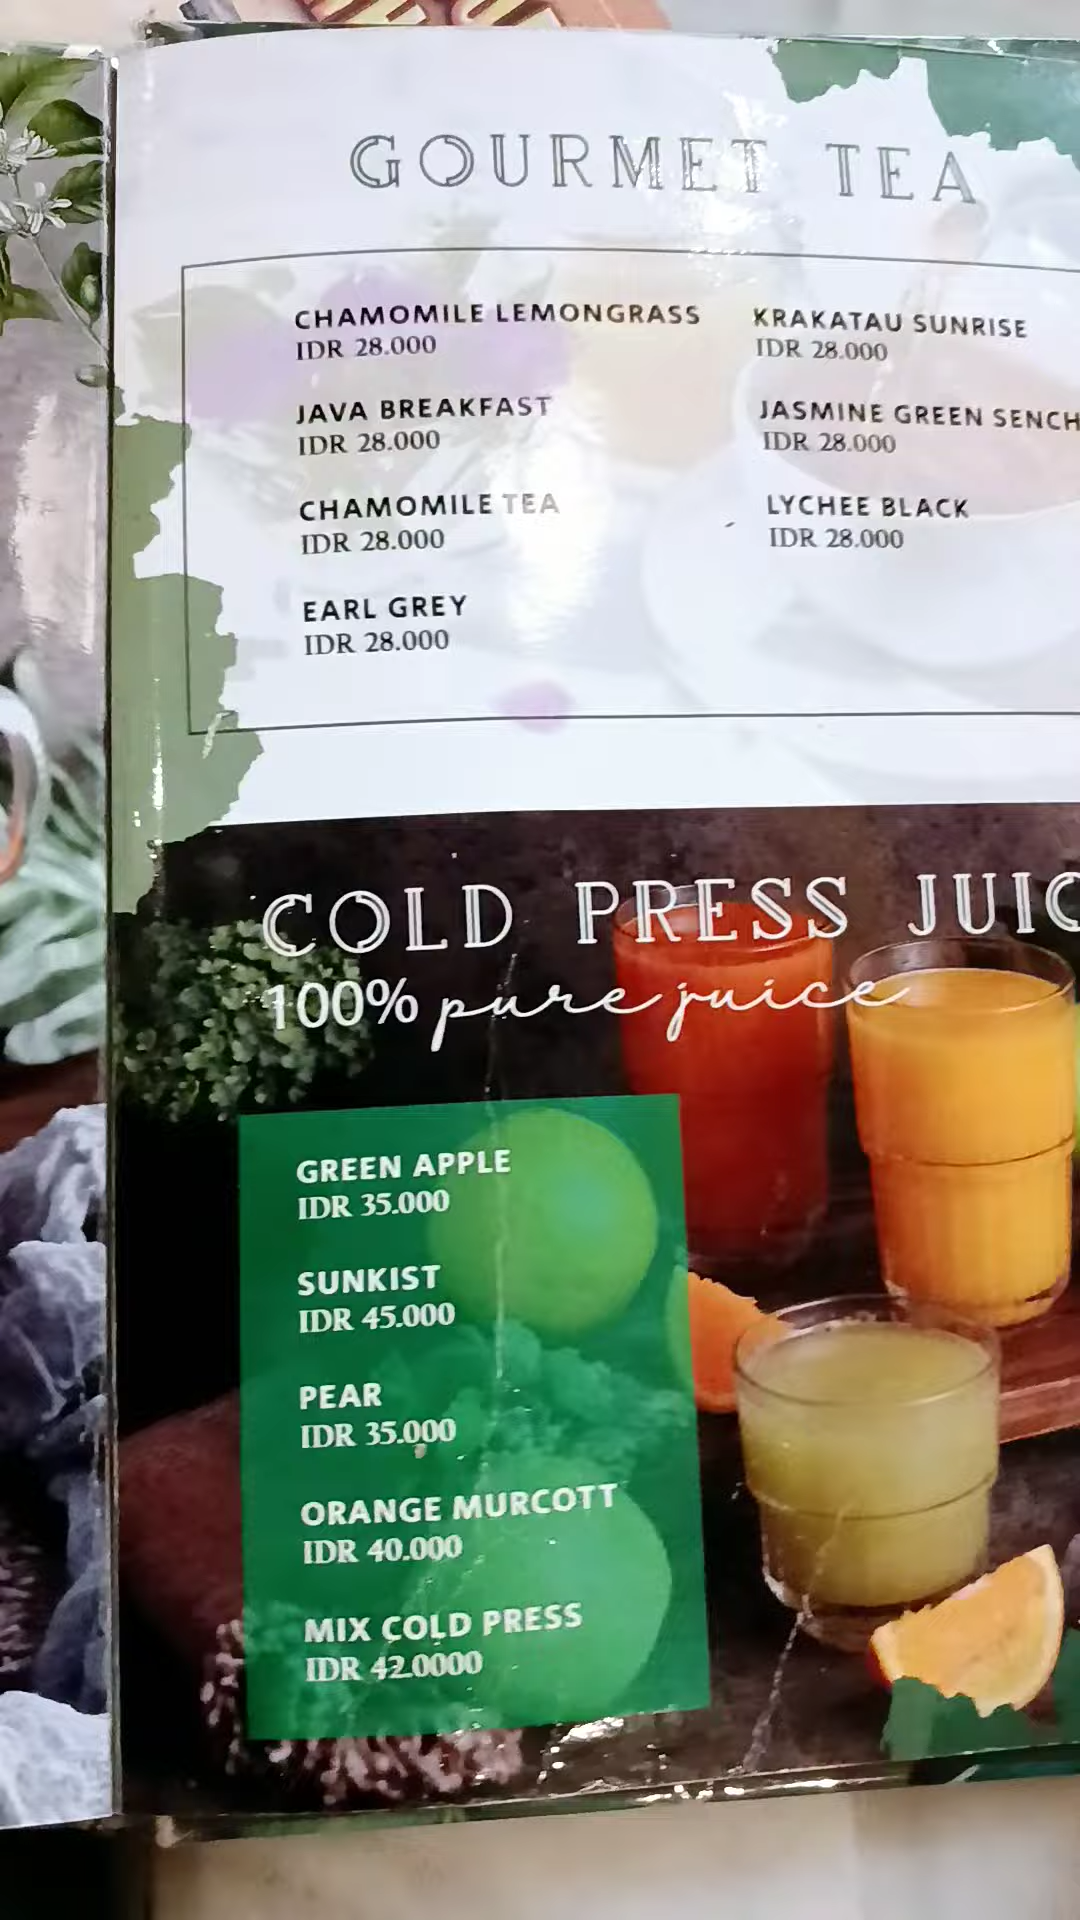 GOURMET TEA
CHAMOMILE LEMONGRASS
IDR 28.000
JAVA BREAKFAST
IDR 28.000
CHAMOMILE TEA
IDR 28.000
EARL GREY
IDR 28.000
KRAKATAU SUNRISE
IDR 28.000
JASMINE GREEN SENCH
IDR 28.000
LYCHEE BLACK
IDR 28.000
COLD PRESS JUIC
100% pure juice
GREEN APPLE
IDR 35.000
SUNKIST
IDR 45.000
PEAR
IDR 35.000
ORANGE MURCOTT
IDR 40.000
MIX COLD PRESS
IDR 42.0000